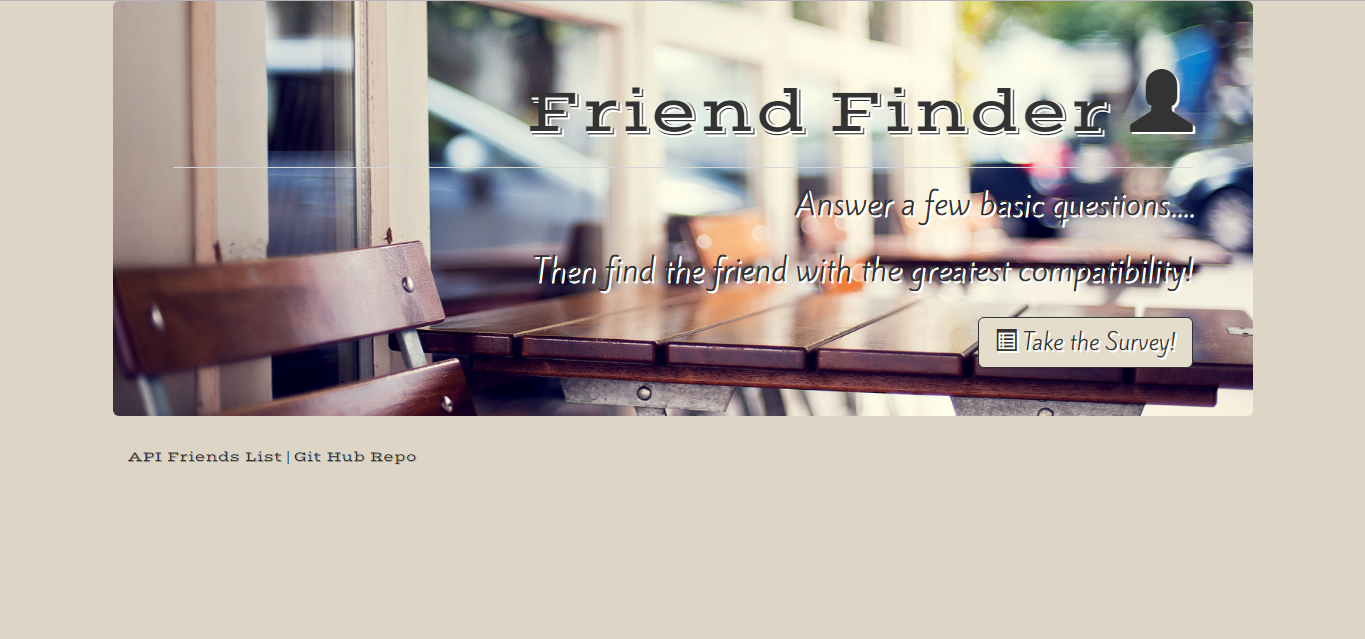 Friend Finder
Answer a few basic questions....
Then find the friend with the greatest compatibility!
Take the Survey!
API Friends List | Git Hub Repo